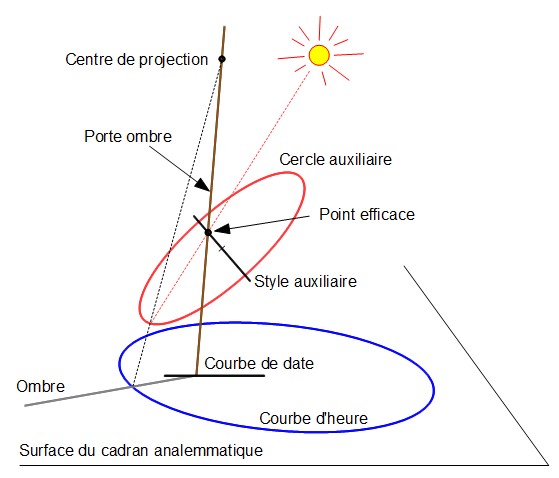 Centre de projection
Porte ombre
Cercle auxiliaire
Point efficace
Style auxiliaire
Courbe de date
Ombre
Courbe d'heure
Surface du cadran analemmatique